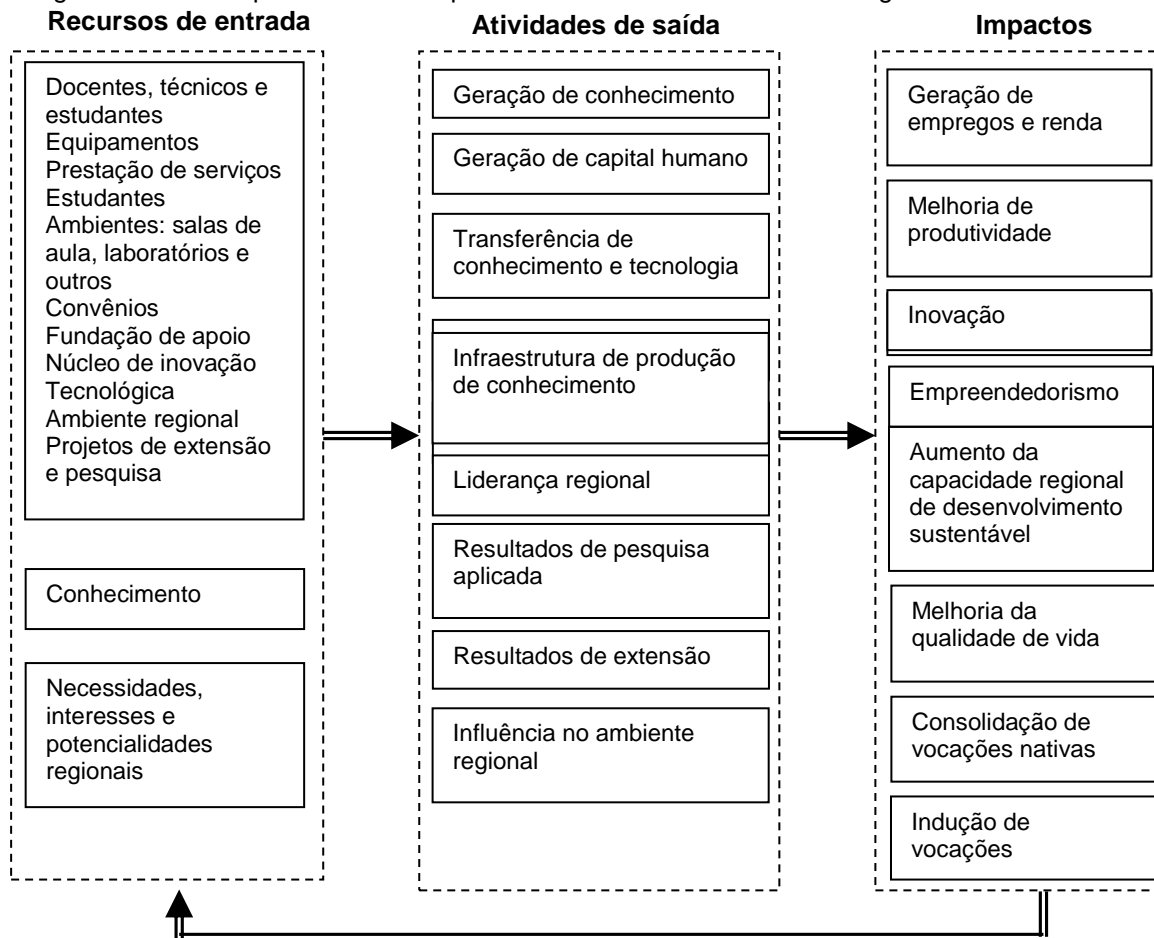 Recursos de entrada
Docentes, técnicos e
estudantes
Equipamentos
Prestação de serviços
Estudantes
Ambientes: salas de
aula, laboratórios e
outros
Convênios
Fundação de apoio
Núcleo de inovação
Tecnológica
Ambiente regional
Projetos de extensão
e pesquisa
Conhecimento
Necessidades,
interesses e
potencialidades
regionais
Atividades de saída
Geração de conhecimento
Geração de capital humano
Transferência de
conhecimento e tecnologia
Infraestrutura de produção
de conhecimento
Liderança regional
Resultados de pesquisa
aplicada
Resultados de extensão
Influência no ambiente
regional
Impactos
Geração de
empregos e renda
Melhoria de
produtividade
Inovação
Empreendedorismo
Aumento da
capacidade regional
de desenvolvimento
sustentável
Melhoria da
qualidade de vida
Consolidação de
vocações nativas
Indução de
vocações